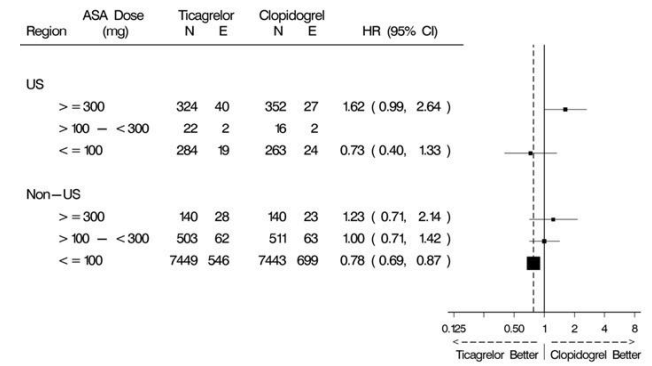 ASA Dose Ticagrelor Clopidogrel
Region (mg) N E N E HR (95% CI)
US
>=300 324 40 352 27 1.62 (0.99, 2.64)
>100 – <300 22 2 16 2
<=100 284 19 263 24 0.73 (0.40, 1.33)
Non–US
>=300 140 28 140 23 1.23 (0.71, 2.14)
>100 – <300 503 62 511 63 1.00 (0.71, 1.42)
<=100 7449 546 7443 699 0.78 (0.69, 0.87)
0.125 0.50 1 2 4 8
Ticagrelor Better Clopidogrel Better